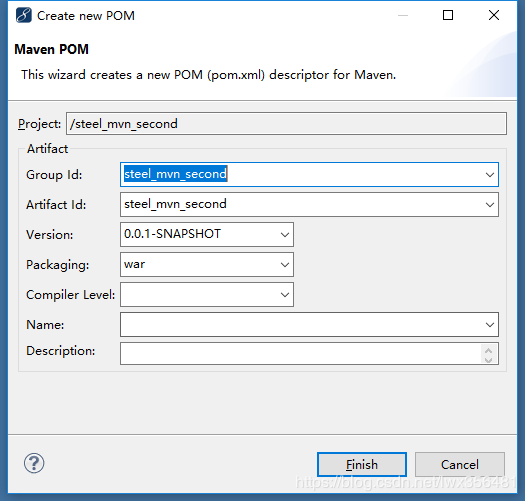 Create new POM
Maven POM
This wizard creates a new POM (pom.xml) descriptor for Maven.
Project: /steel_mvn_second
Artifact
Group Id: steel_mvn_second
Artifact Id: steel_mvn_second
Version: 0.0.1-SNAPSHOT
Packaging: war
Compiler Level:
Name:
Description:
? Finish Cancel
https://blog.csdn.net/lwx356481